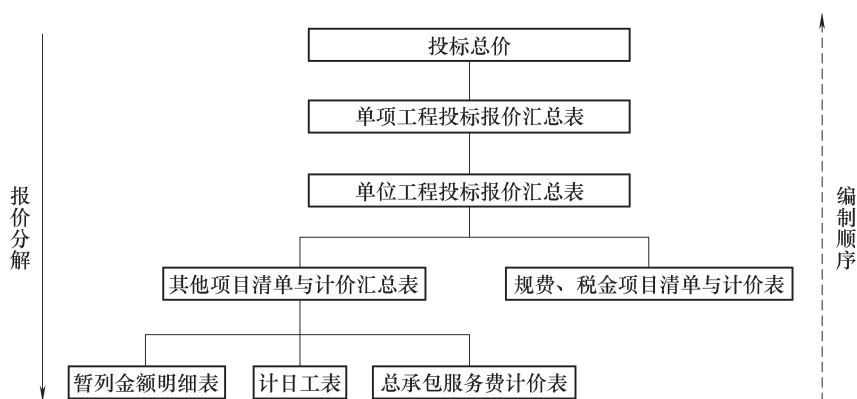 投标总价
单项工程投标报价汇总表
单位工程投标报价汇总表
报价分解
编制顺序
其他项目清单与计价汇总表
规费、税金项目清单与计价表
暂列金额明细表
计日工表
总承包服务费计价表